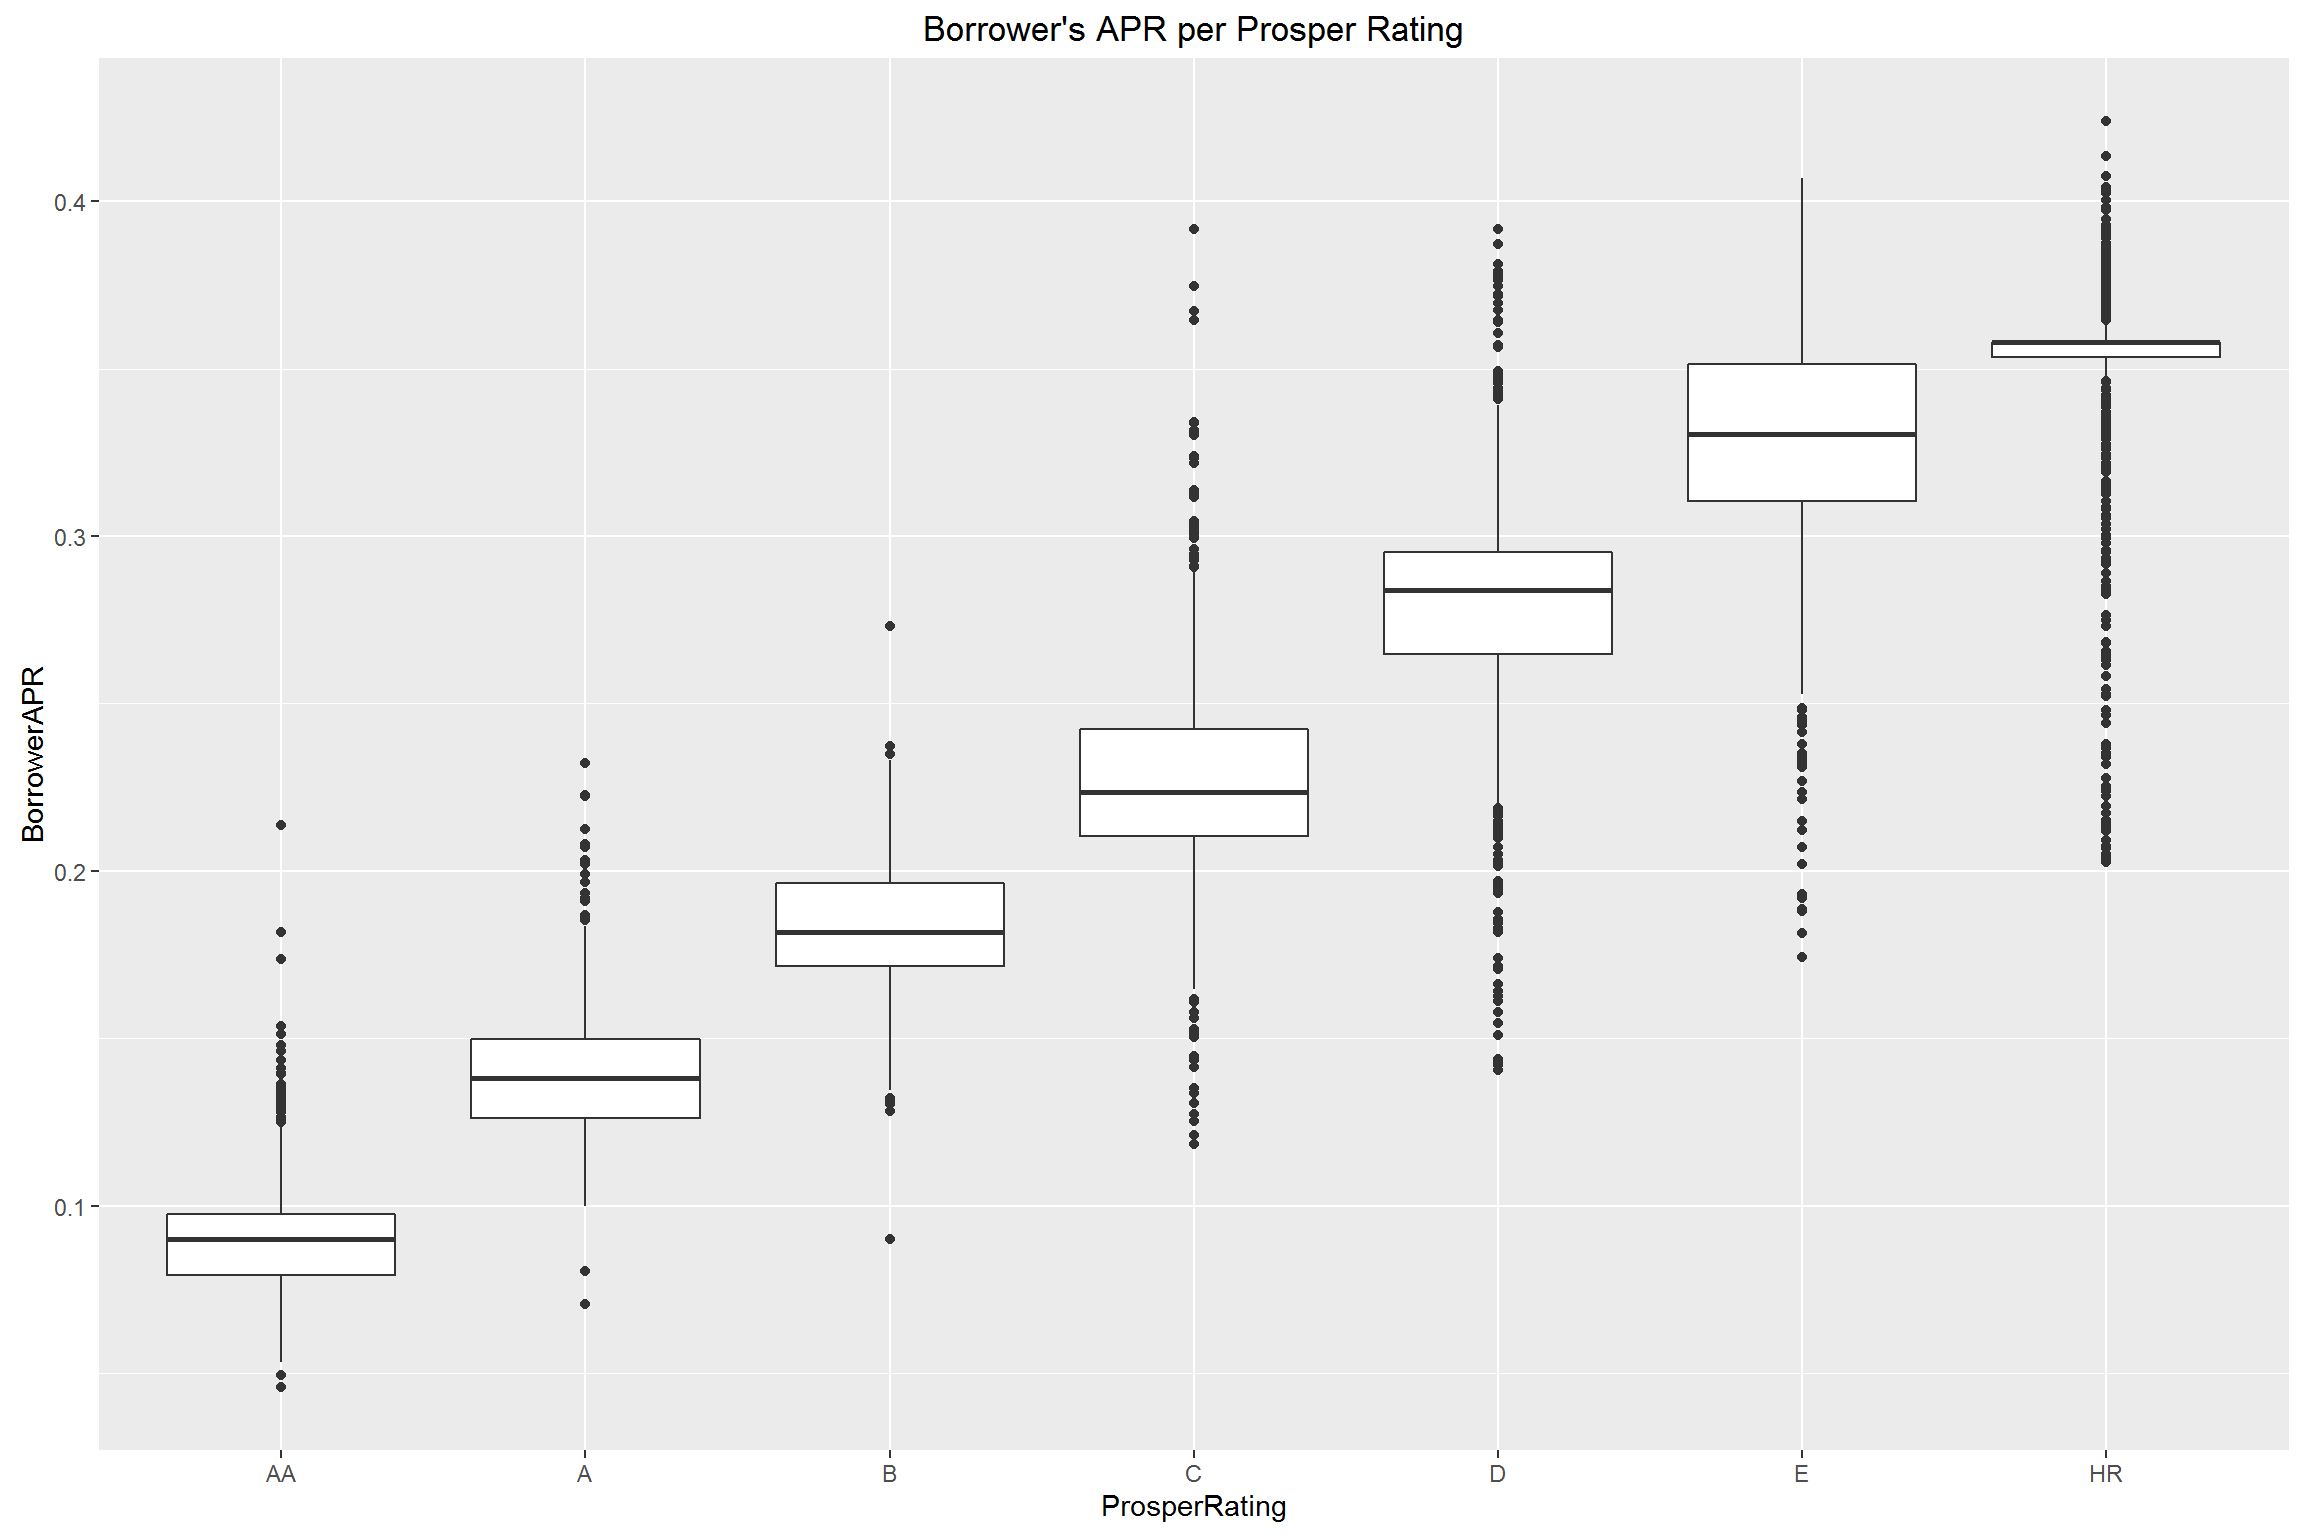 Borrower's APR per Prosper Rating
BorrowerAPR
0.4
0.3
0.2
0.1
AA A B C D E HR
ProsperRating